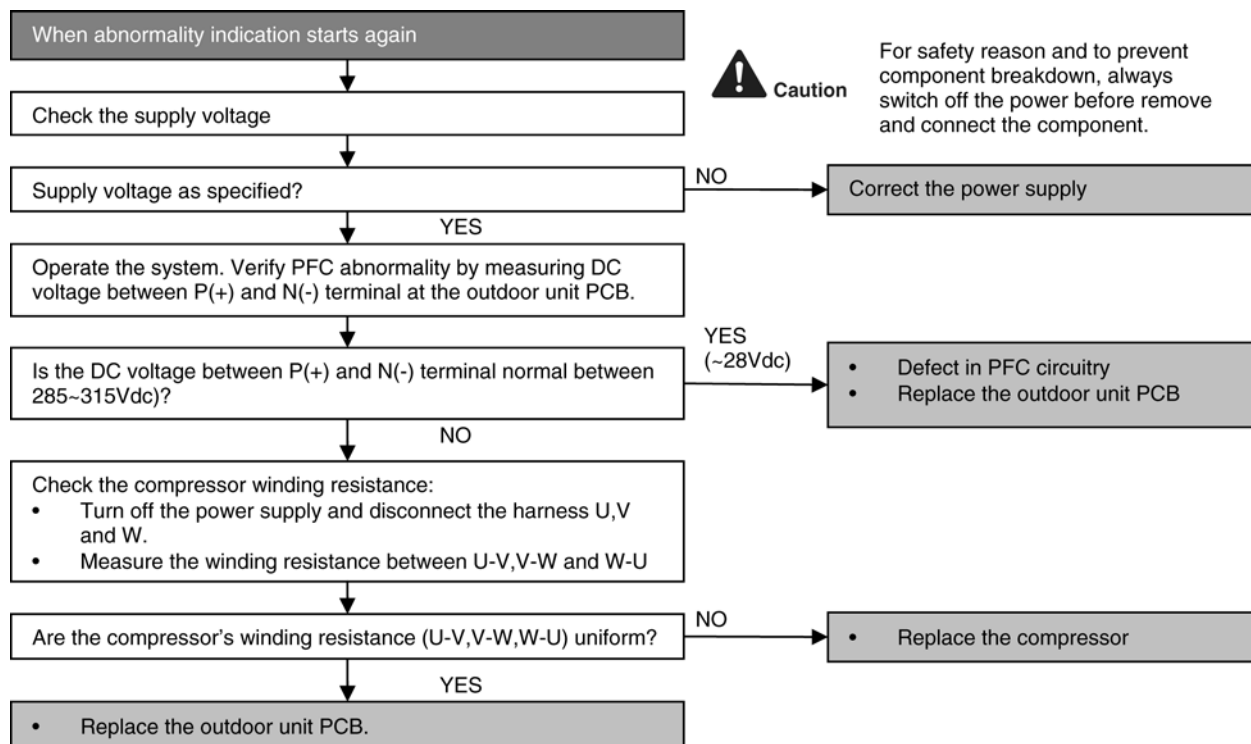 When abnormality indication starts again
Caution
For safety reason and to prevent
component breakdown, always
switch off the power before remove
and connect the component.
Check the supply voltage
Supply voltage as specified?
NO
Correct the power supply
YES
Operate the system. Verify PFC abnormality by measuring DC
voltage between P(+) and N(-) terminal at the outdoor unit PCB.
Is the DC voltage between P(+) and N(-) terminal normal between
285~315Vdc)?
YES
(~28Vdc)
• Defect in PFC circuitry
• Replace the outdoor unit PCB
NO
Check the compressor winding resistance:
• Turn off the power supply and disconnect the harness U,V
and W.
• Measure the winding resistance between U-V,V-W and W-U
Are the compressor's winding resistance (U-V,V-W,W-U) uniform?
NO
• Replace the compressor
YES
• Replace the outdoor unit PCB.